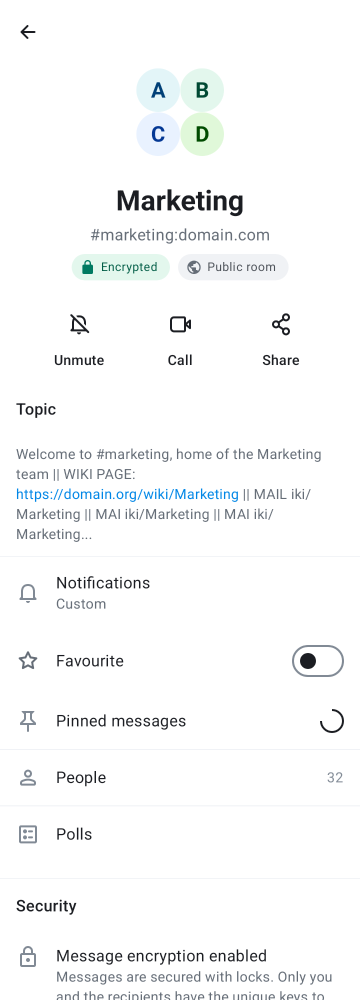 A B
C D
Marketing
#marketing:domain.com
Encrypted Public room
Unmute Call Share
Topic
Welcome to #marketing, home of the Marketing
team || WIKI PAGE:
https://domain.org/wiki/Marketing || MAIL iki/
Marketing || MAI iki/Marketing || MAI iki/
Marketing...
Notifications
Custom
Favourite
Pinned messages
People 32
Polls
Security
Message encryption enabled
Messages are secured with locks. Only you
and the recipients have the unique keys to